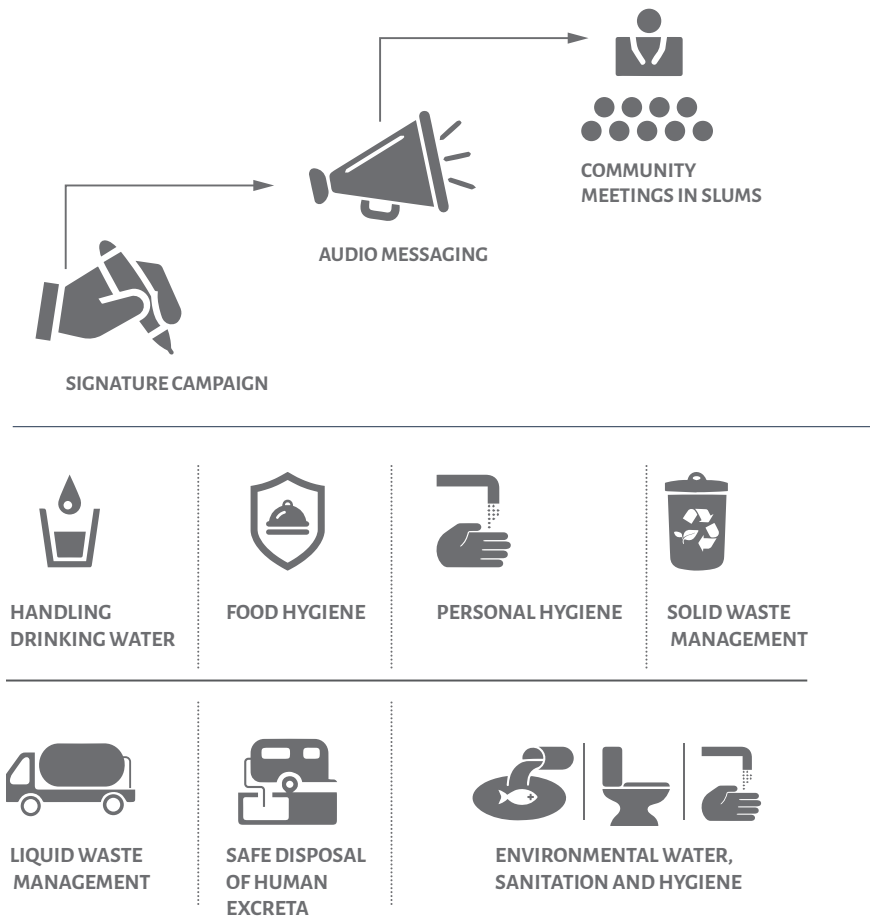 COMMUNITY
MEETINGS IN SLUMS
AUDIO MESSAGING
SIGNATURE CAMPAIGN
HANDLING
DRINKING WATER
FOOD HYGIENE
PERSONAL HYGIENE
SOLID WASTE
MANAGEMENT
LIQUID WASTE
MANAGEMENT
SAFE DISPOSAL
OF HUMAN
EXCRETA
ENVIRONMENTAL WATER,
SANITATION AND HYGIENE